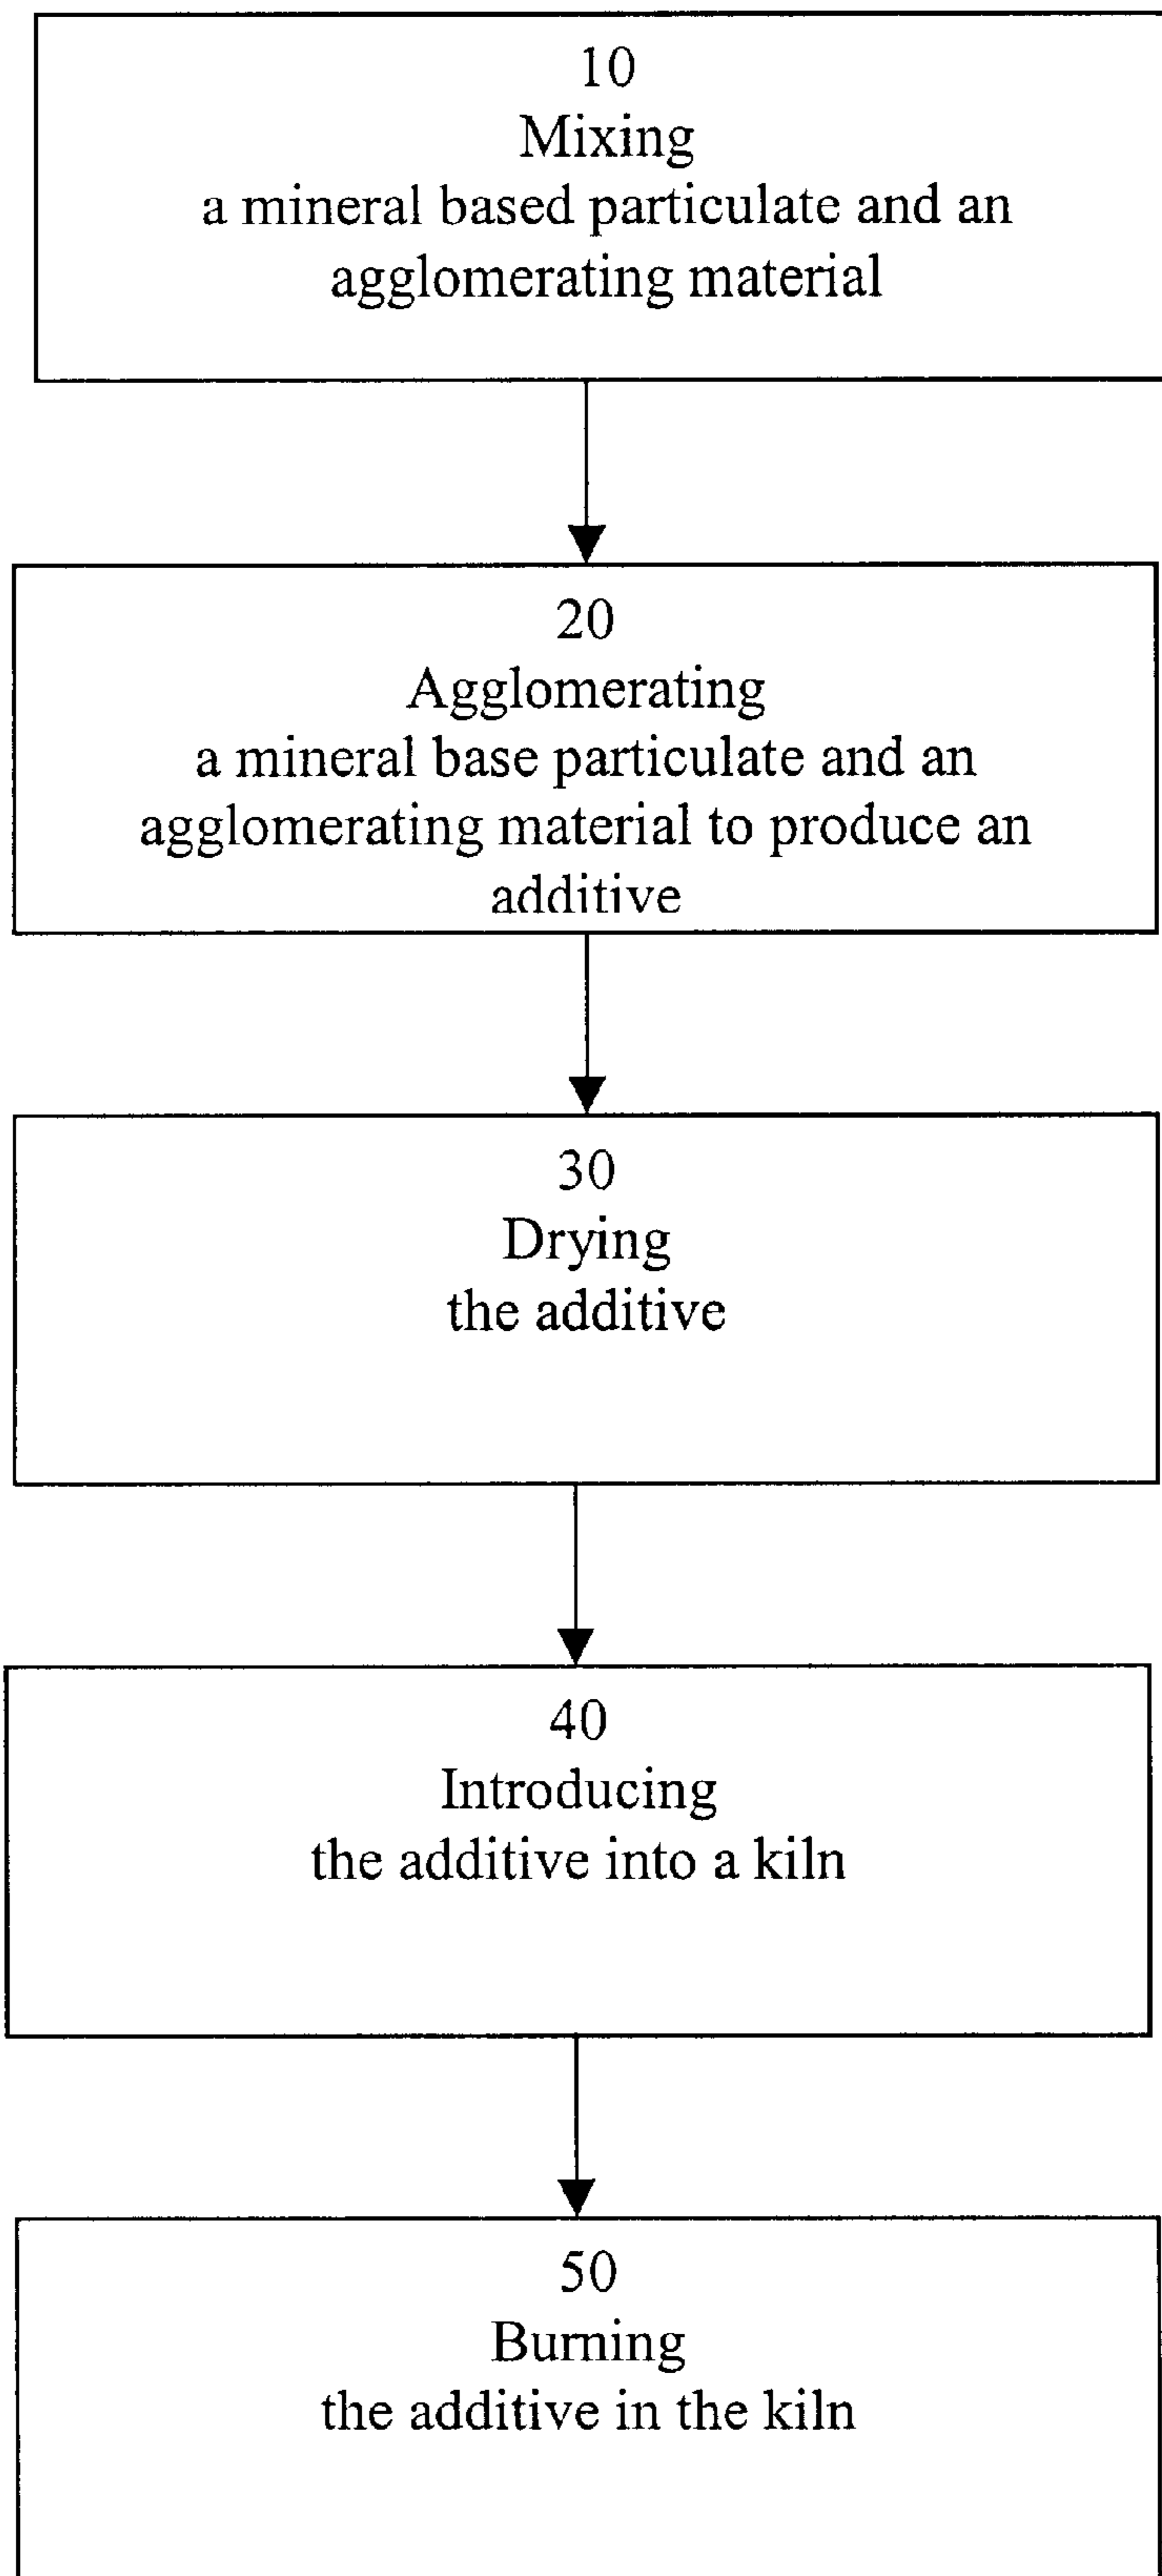 10
Mixing
a mineral based particulate and an
agglomerating material
20
Agglomerating
a mineral base particulate and an
agglomerating material to produce an
additive
30
Drying
the additive
40
Introducing
the additive into a kiln
50
Burning
the additive in the kiln